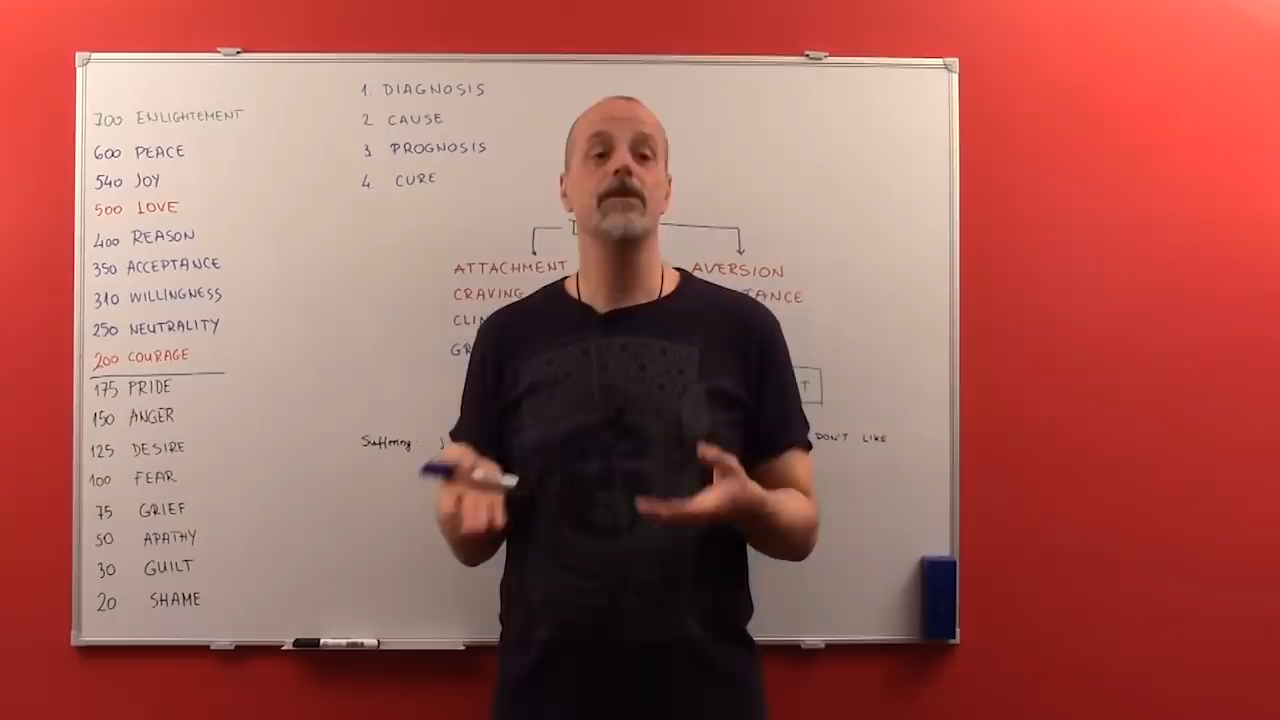 700 ENLIGHTEMENT
600 PEACE
540 JOY
500 LOVE
400 REASON
350 ACCEPTANCE
310 WILLINGNESS
250 NEUTRALITY
200 COURAGE
175 PRIDE
150 ANGER
125 DESIRE
100 FEAR
75 GRIEF
50 APATHY
30 GUILT
20 SHAME
1. DIAGNOSIS
2 CAUSE
3 PROGNOSIS
4 CURE
ATTACHMENT AVERSION
CRAVING
Suffering. DON'T LIKE